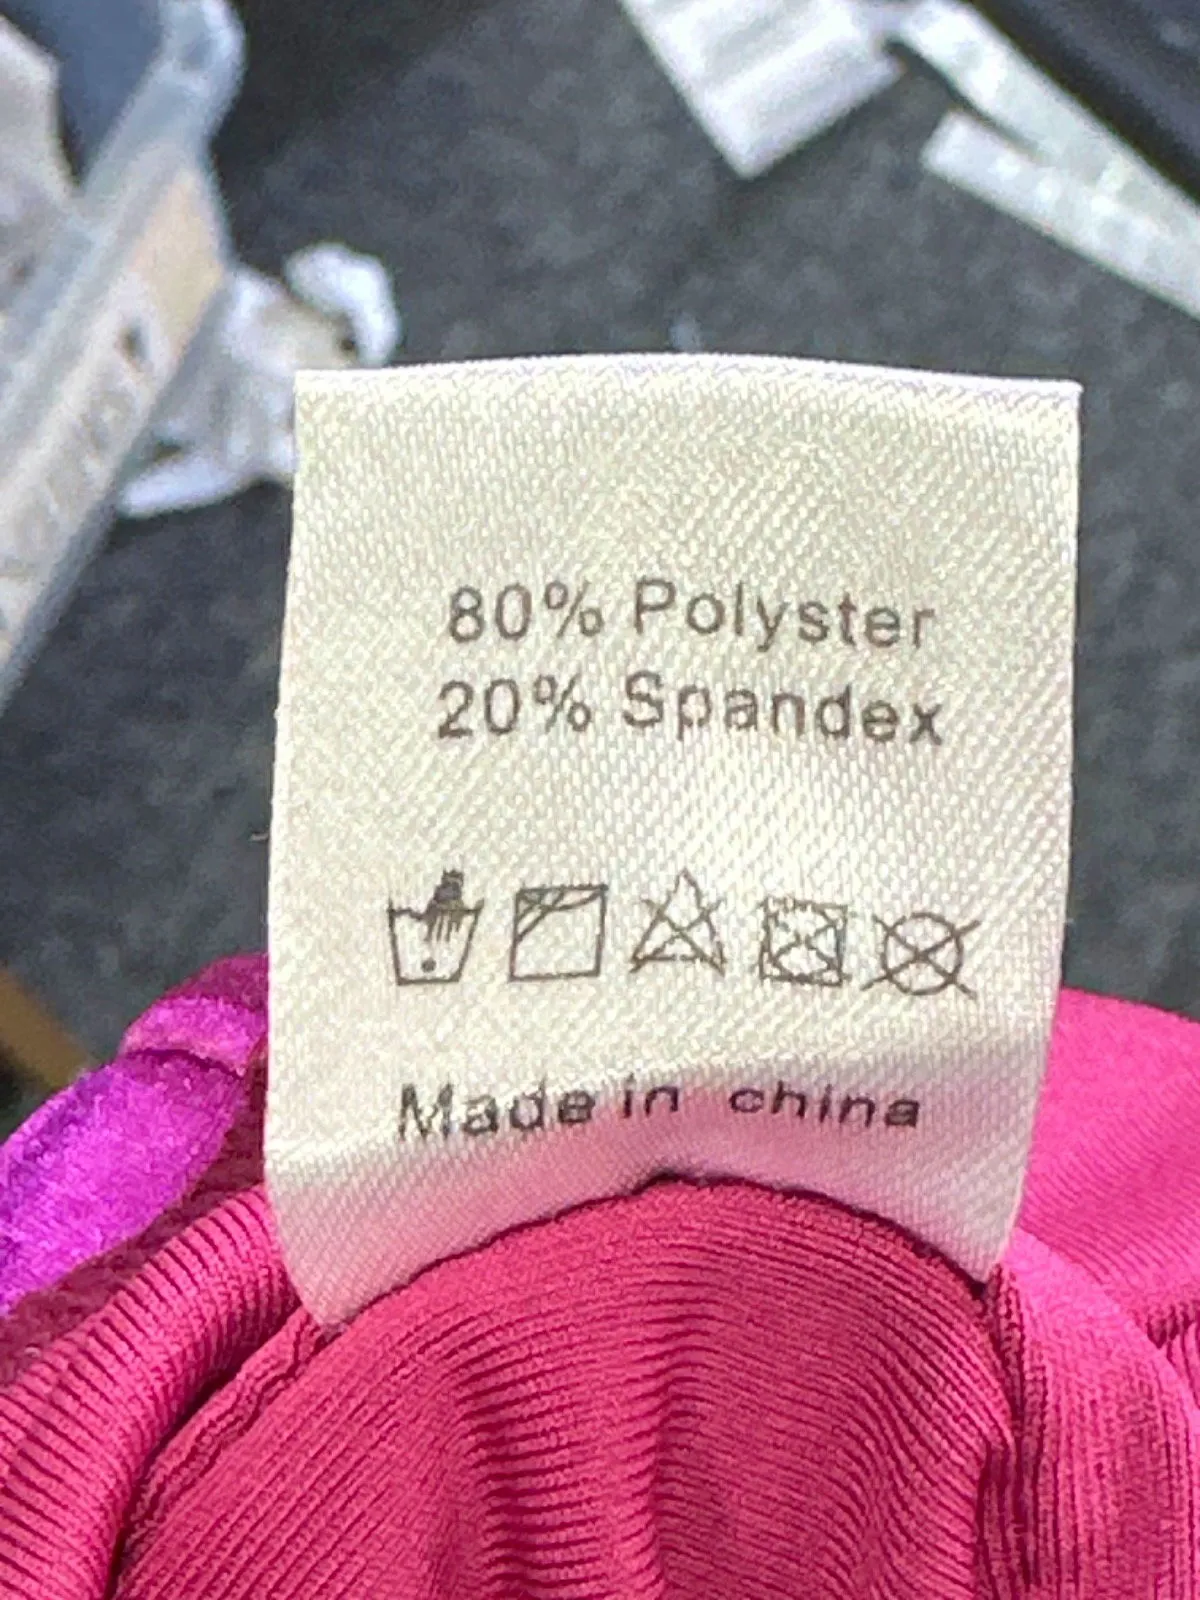 80% Polyster
20% Spandex
Made in china